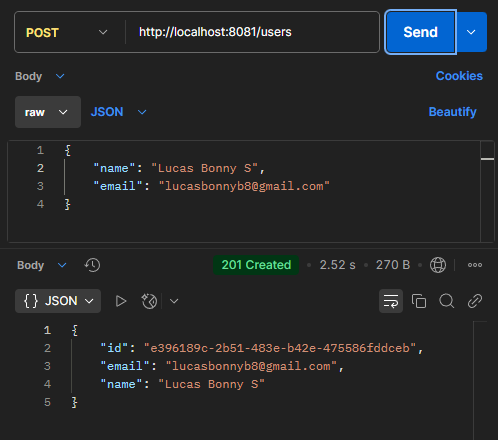 POST http://localhost:8081/users Send
Body Cookies
raw JSON Beautify
1 {
2 "name": "Lucas Bonny S",
3 "email": "lucasbonnyb8@gmail.com"
4 }
Body 201 Created • 2.52 s • 270 B
{} JSON
1 {
2 "id": "e396189c-2b51-483e-b42e-475586fddceb",
3 "email": "lucasbonnyb8@gmail.com",
4 "name": "Lucas Bonny S"
5 }